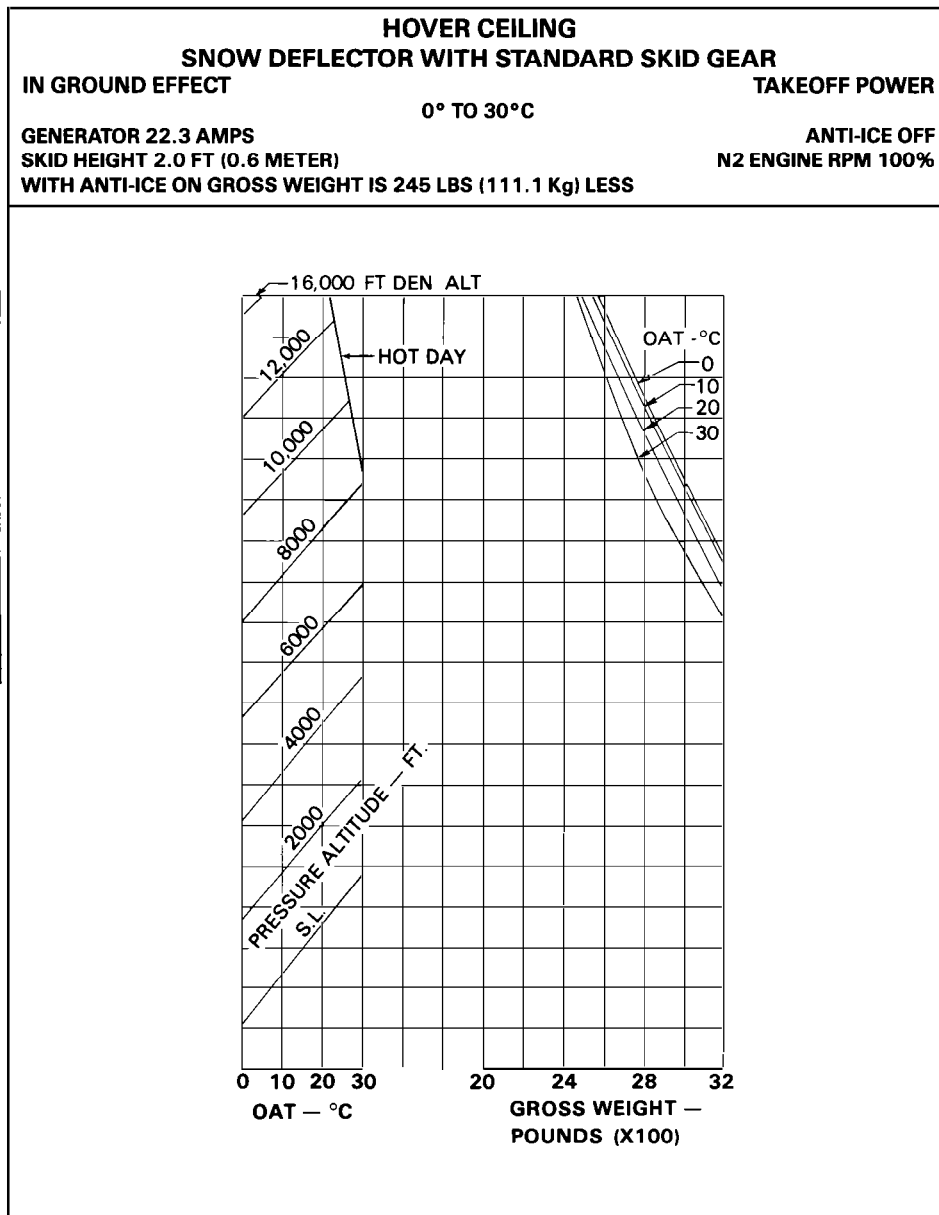 HOVER CEILING
SNOW DEFLECTOR WITH STANDARD SKID GEAR
IN GROUND EFFECT
TAKEOFF POWER
0° TO 30°C
GENERATOR 22.3 AMPS
ANTI-ICE OFF
SKID HEIGHT 2.0 FT (0.6 METER)
N2 ENGINE RPM 100%
WITH ANTI-ICE ON GROSS WEIGHT IS 245 LBS (111.1 Kg) LESS
16,000 FT DEN ALT
12,000
HOT DAY
OAT -°C
0
10
20
30
10,000
8000
6000
4000
2000
PRESSURE ALTITUDE — FT.
S.L.
0 10 20 30
20 24 28 32
OAT — °C
GROSS WEIGHT —
POUNDS (X100)